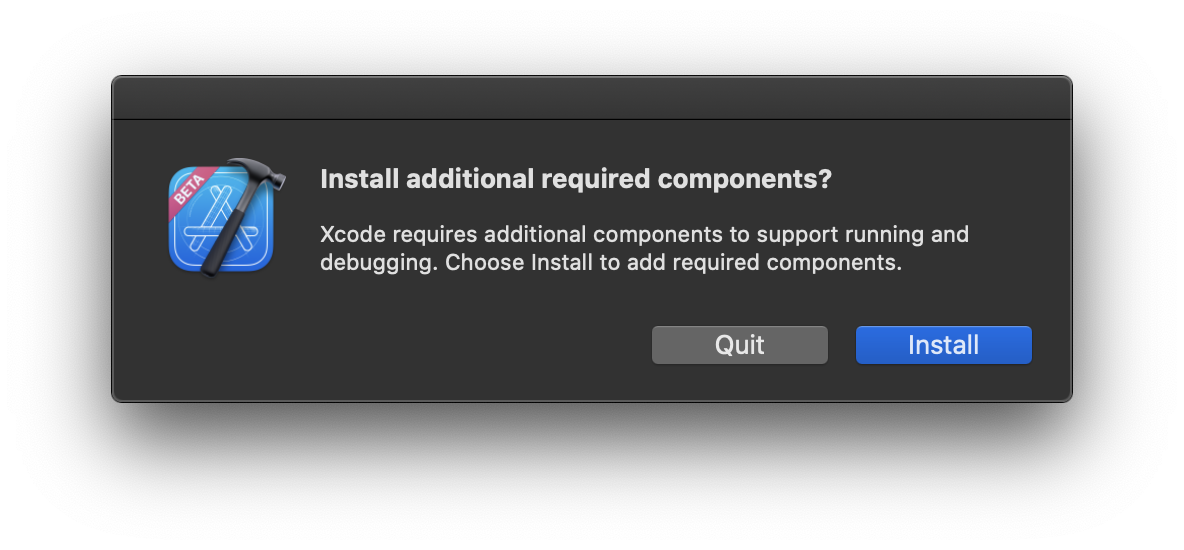 BETA
Install additional required components?
Xcode requires additional components to support running and
debugging. Choose Install to add required components.
Quit
Install